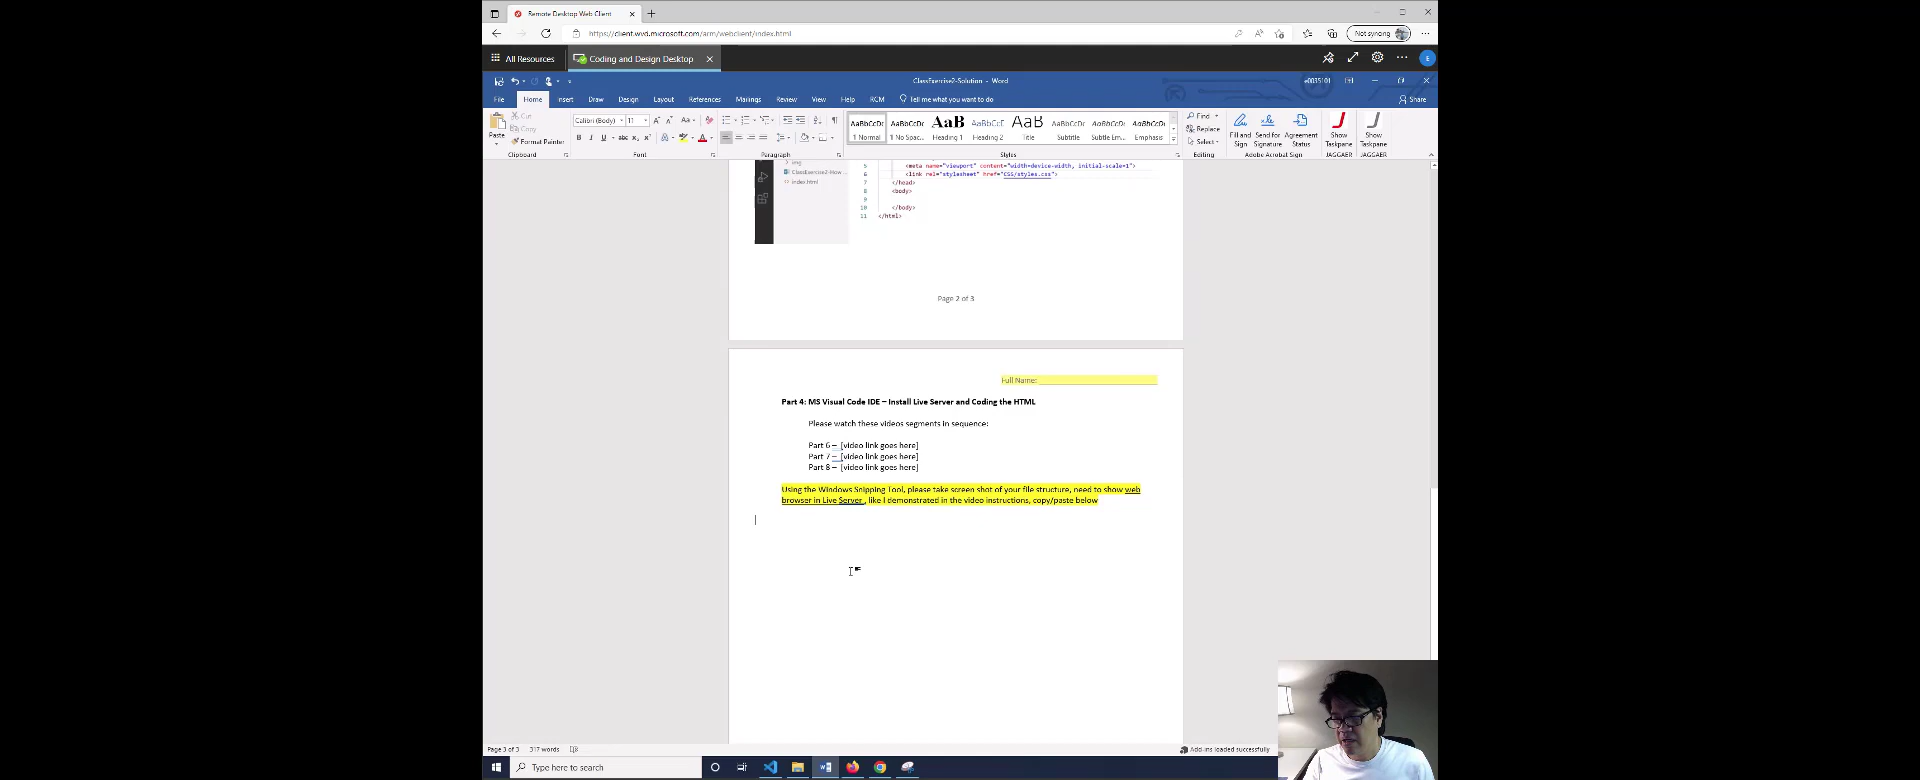 Remote Desktop Web Client
https://client.wvd.microsoft.com/arm/webclient/index.html
Not syncing
All Resources
Coding and Design Desktop
E
ClassExercise2-Solution - Word
e0035101
File Home Insert Draw Design Layout References Mailings Review View Help RCM Tell me what you want to do
Share
Paste
Cut
Copy
Format Painter
Clipboard
Calibri (Body) 11
Font
Paragraph
AaBbCcDc AaBbCcDc AaB AaBbCcC AaB AaBbCcDc AaBbCcDc AaBbCcDc
1 Normal 1 No Spac... Heading 1 Heading 2 Title Subtitle Subtle Em... Emphasis
Styles
Find
Replace
Select
Editing
Fill and Sign
Send for Signature
Agreement Status
Adobe Acrobat Sign
Show Taskpane
JAGGAER
Show Taskpane
JAGGAER
img
ClassExercise2-How ...
index.html
5 <meta name="viewport" content="width=device-width, initial-scale=1">
6 <link rel="stylesheet" href="CSS/styles.css">
7 </head>
8 <body>
9
10 </body>
11 </html>
Page 2 of 3
Full Name:
Part 4: MS Visual Code IDE – Install Live Server and Coding the HTML
Please watch these videos segments in sequence:
Part 6 – [video link goes here]
Part 7 – [video link goes here]
Part 8 – [video link goes here]
Using the Windows Snipping Tool, please take screen shot of your file structure, need to show web
browser in Live Server , like I demonstrated in the video instructions, copy/paste below
Page 3 of 3 317 words
Add-ins loaded successfully
Type here to search